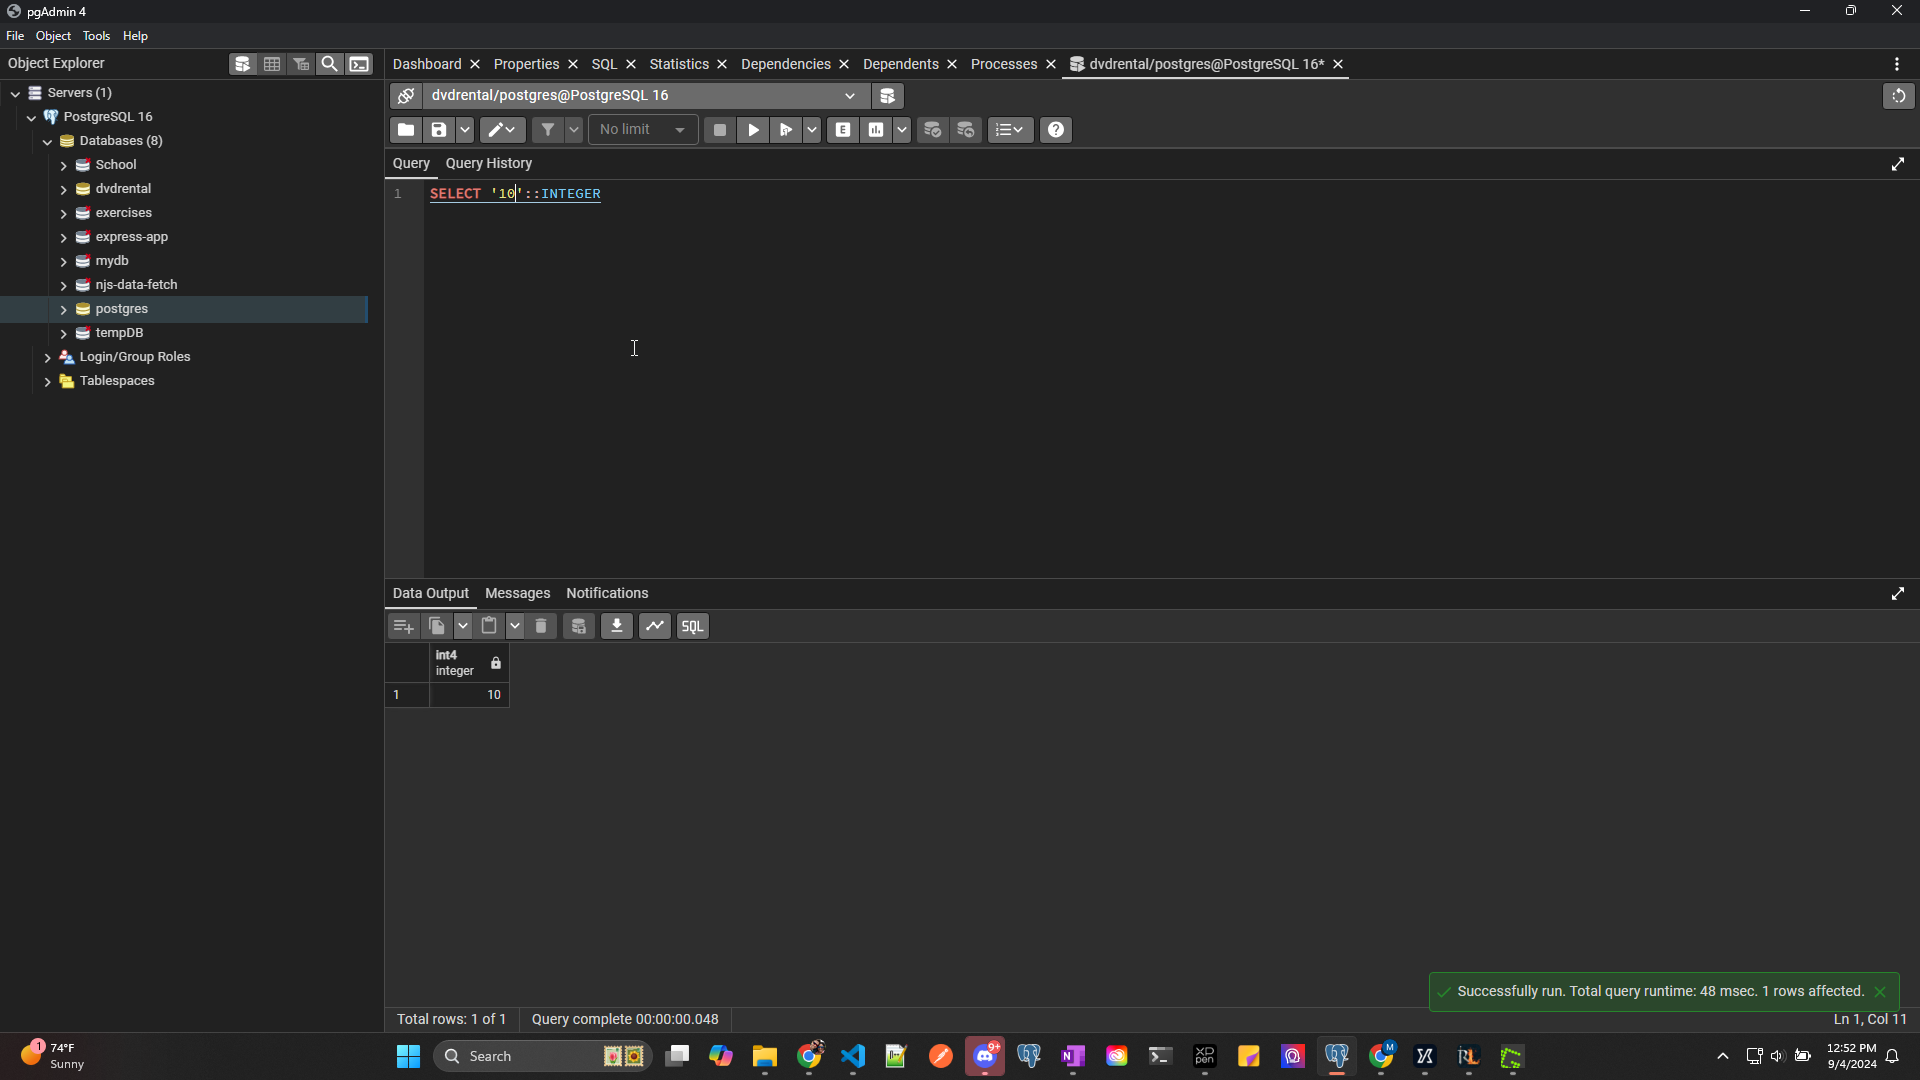 pgAdmin 4
File Object Tools Help
Object Explorer
Dashboard Properties SQL Statistics Dependencies Dependents Processes dvdrental/postgres@PostgreSQL 16*
Servers (1)
dvdrental/postgres@PostgreSQL 16
PostgreSQL 16
No limit
E
Databases (8)
School
Query Query History
dvdrental
1 SELECT '10'::INTEGER
exercises
express-app
mydb
njs-data-fetch
postgres
tempDB
Login/Group Roles
Tablespaces
Data Output Messages Notifications
SQL
int4
integer
1 10
Successfully run. Total query runtime: 48 msec. 1 rows affected.
Total rows: 1 of 1 Query complete 00:00:00.048 Ln 1, Col 11
1
74°F
Sunny
Search
9+
XP
pen
M
12:52 PM
9/4/2024